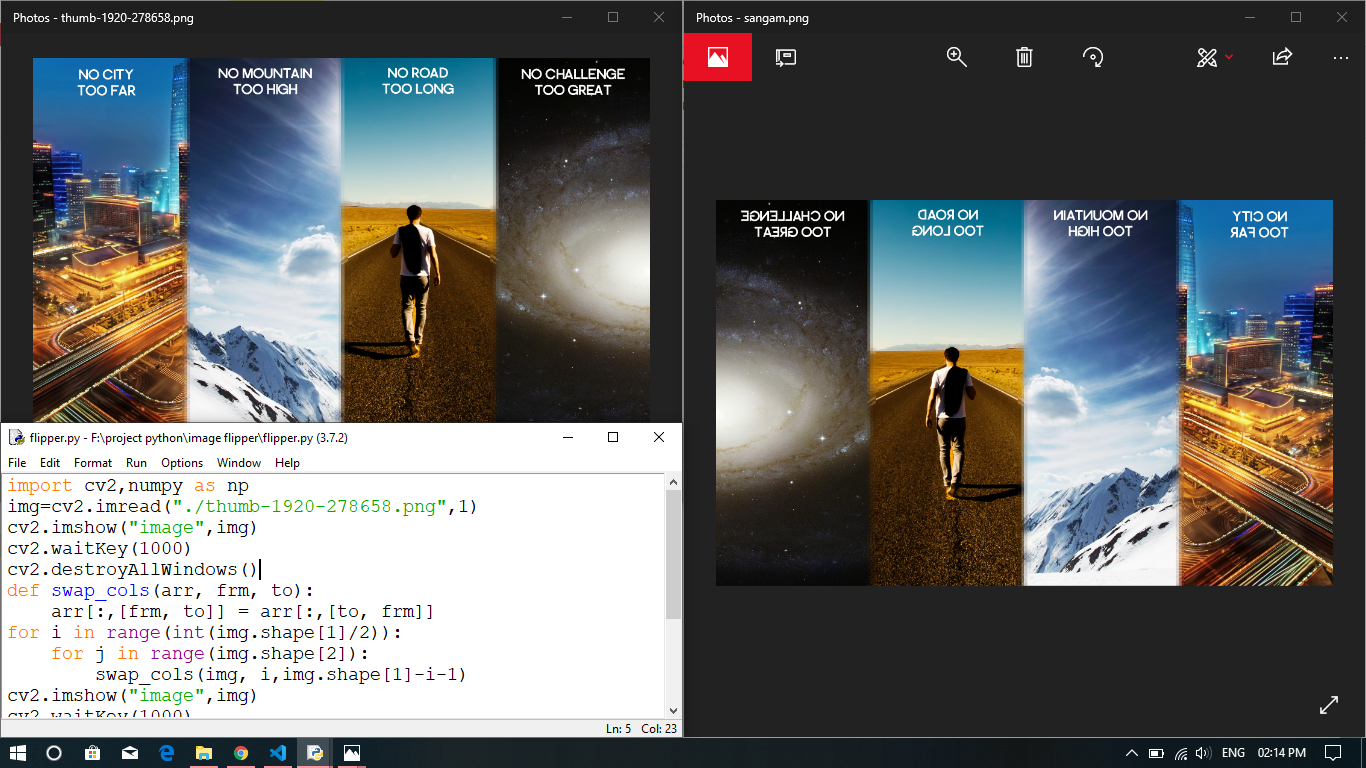 Photos - thumb-1920-278658.png
NO CITY
TOO FAR
NO MOUNTAIN
TOO HIGH
NO ROAD
TOO LONG
NO CHALLENGE
TOO GREAT
Photos - sangam.png
NO CHALLENGE
TOO GREAT
NO ROAD
TOO LONG
NO MOUNTAIN
TOO HIGH
NO CITY
TOO FAR
flipper.py - F:\project python\image flipper\flipper.py (3.7.2)
File Edit Format Run Options Window Help
import cv2,numpy as np
img=cv2.imread("./thumb-1920-278658.png",1)
cv2.imshow("image",img)
cv2.waitKey(1000)
cv2.destroyAllWindows()
def swap_cols(arr, frm, to):
    arr[:,[frm, to]] = arr[:,[to, frm]]
for i in range(int(img.shape[1]/2)):
    for j in range(img.shape[2]):
        swap_cols(img, i,img.shape[1]-i-1)
cv2.imshow("image",img)
cv2.waitKey(1000)
Ln: 5 Col: 23
ENG 02:14 PM